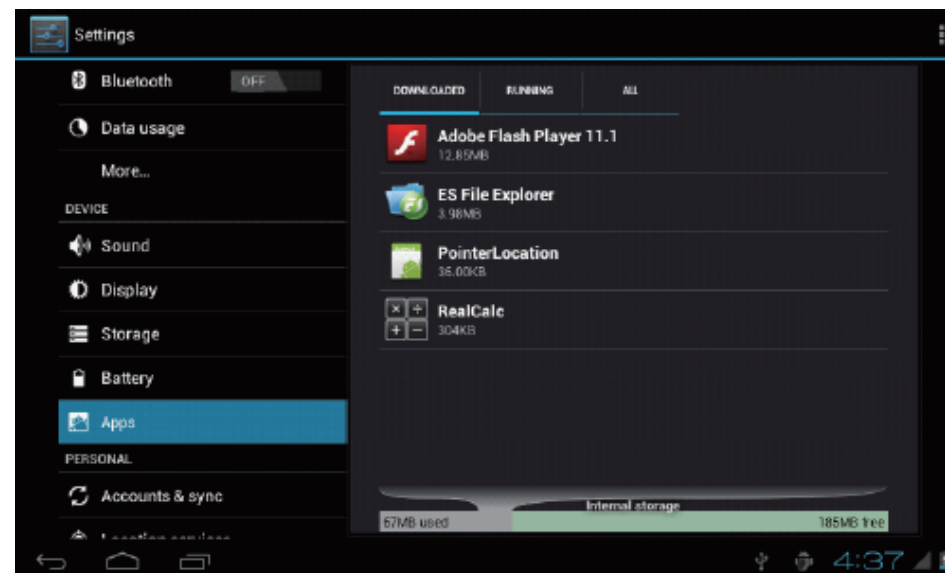 Settings
Bluetooth OFF
Data usage
More...
DEVICE
Sound
Display
Storage
Battery
Apps
PERSONAL
Accounts & sync
Location services
DOWNLOADED RUNNING ALL
Adobe Flash Player 11.1
12.85MB
ES File Explorer
3.98MB
PointerLocation
36.00KB
RealCalc
304KB
Internal storage
67MB used 185MB free
4:37